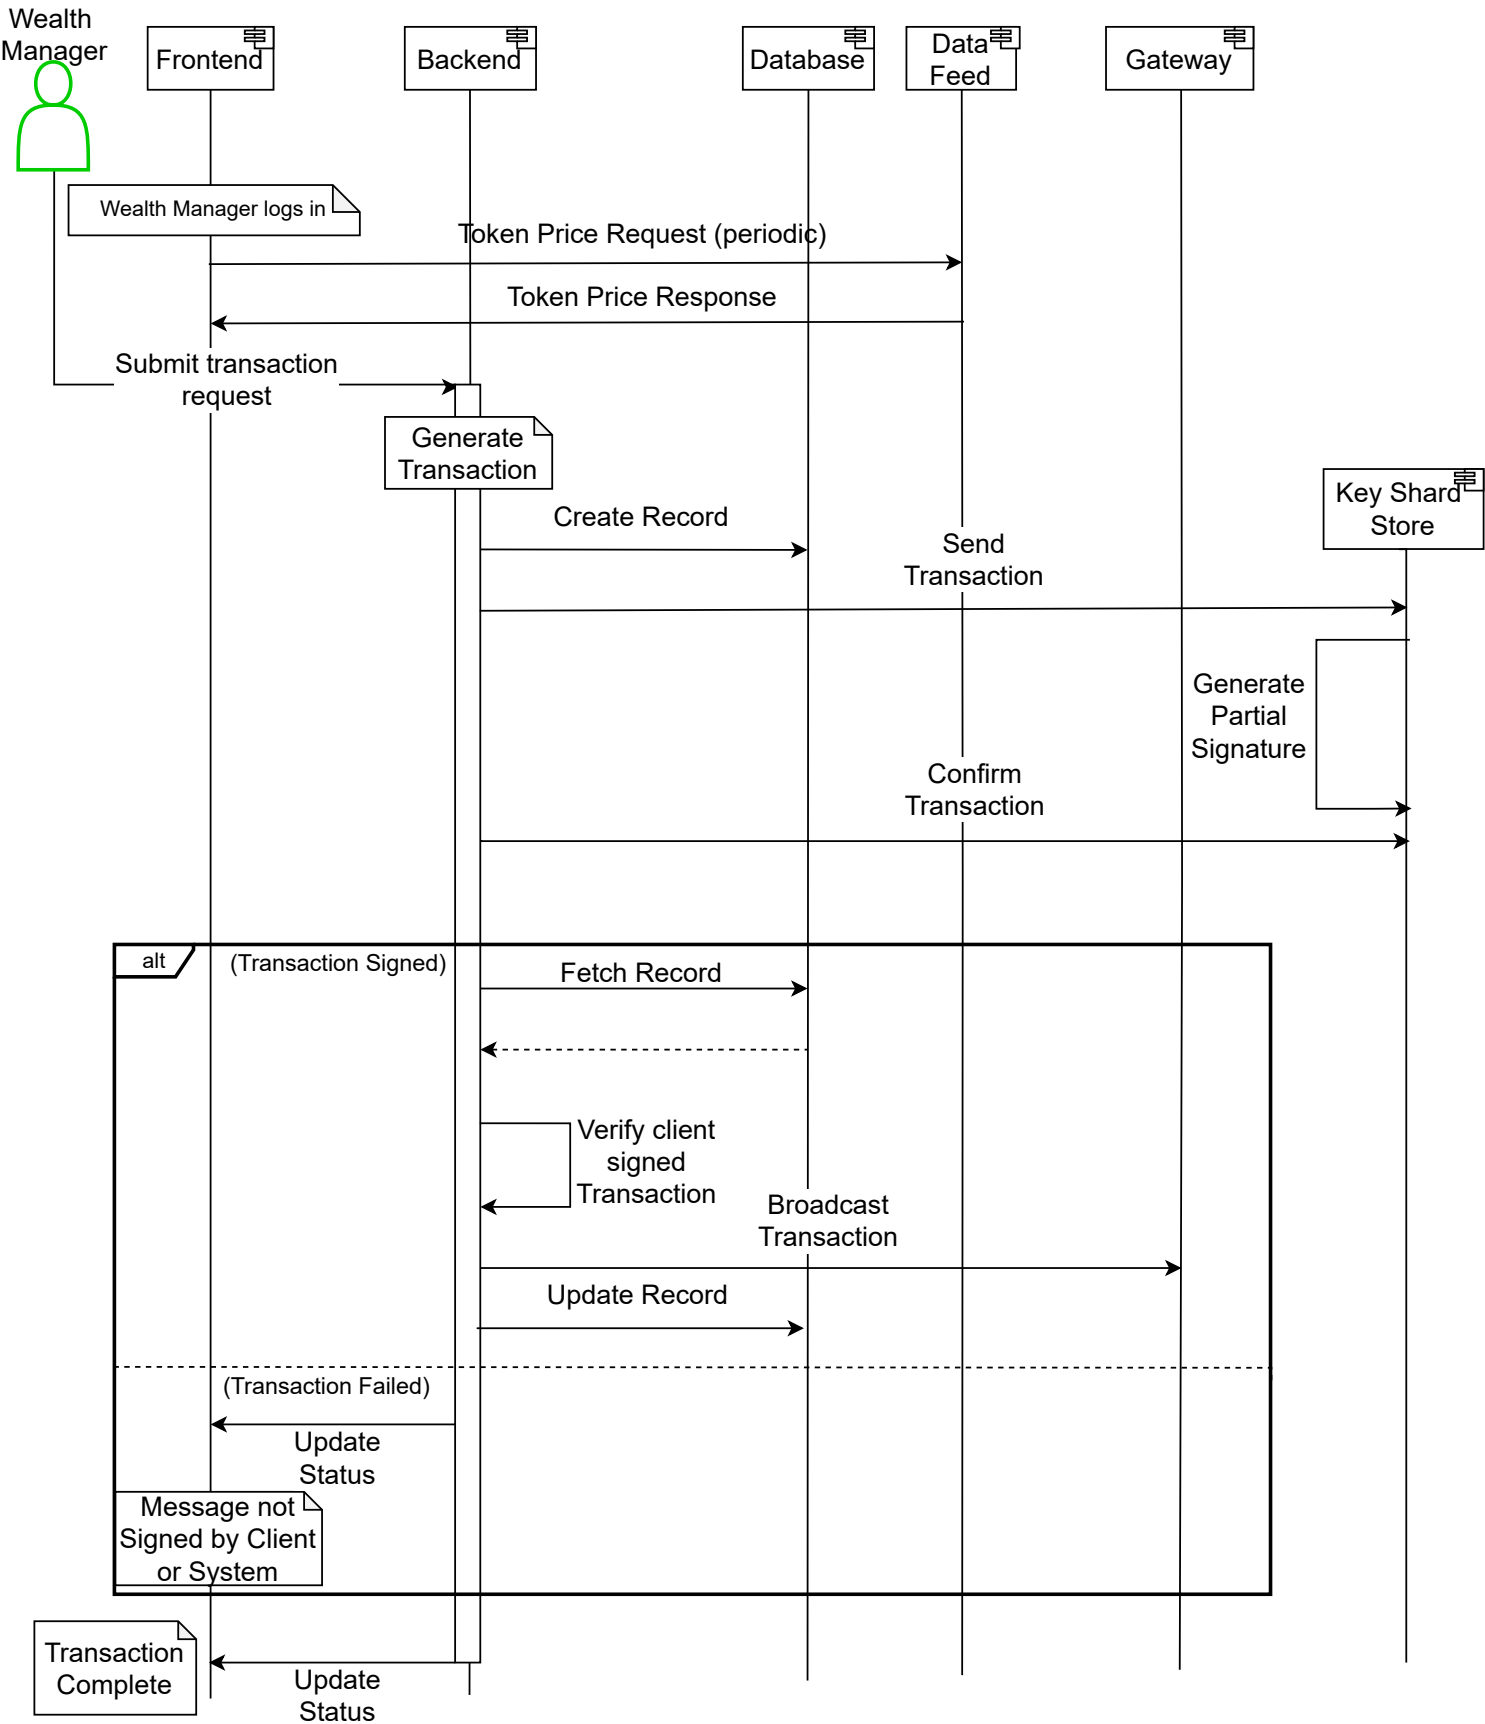 Wealth
Manager
Frontend
Backend
Database
Data
Feed
Gateway
Wealth Manager logs in
Token Price Request (periodic)
Token Price Response
Submit transaction
request
Generate
Transaction
Key Shard
Store
Create Record
Send
Transaction
Generate
Partial
Signature
Confirm
Transaction
alt
(Transaction Signed)
Fetch Record
Verify client
signed
Transaction
Broadcast
Transaction
Update Record
(Transaction Failed)
Update
Status
Message not
Signed by Client
or System
Transaction
Complete
Update
Status